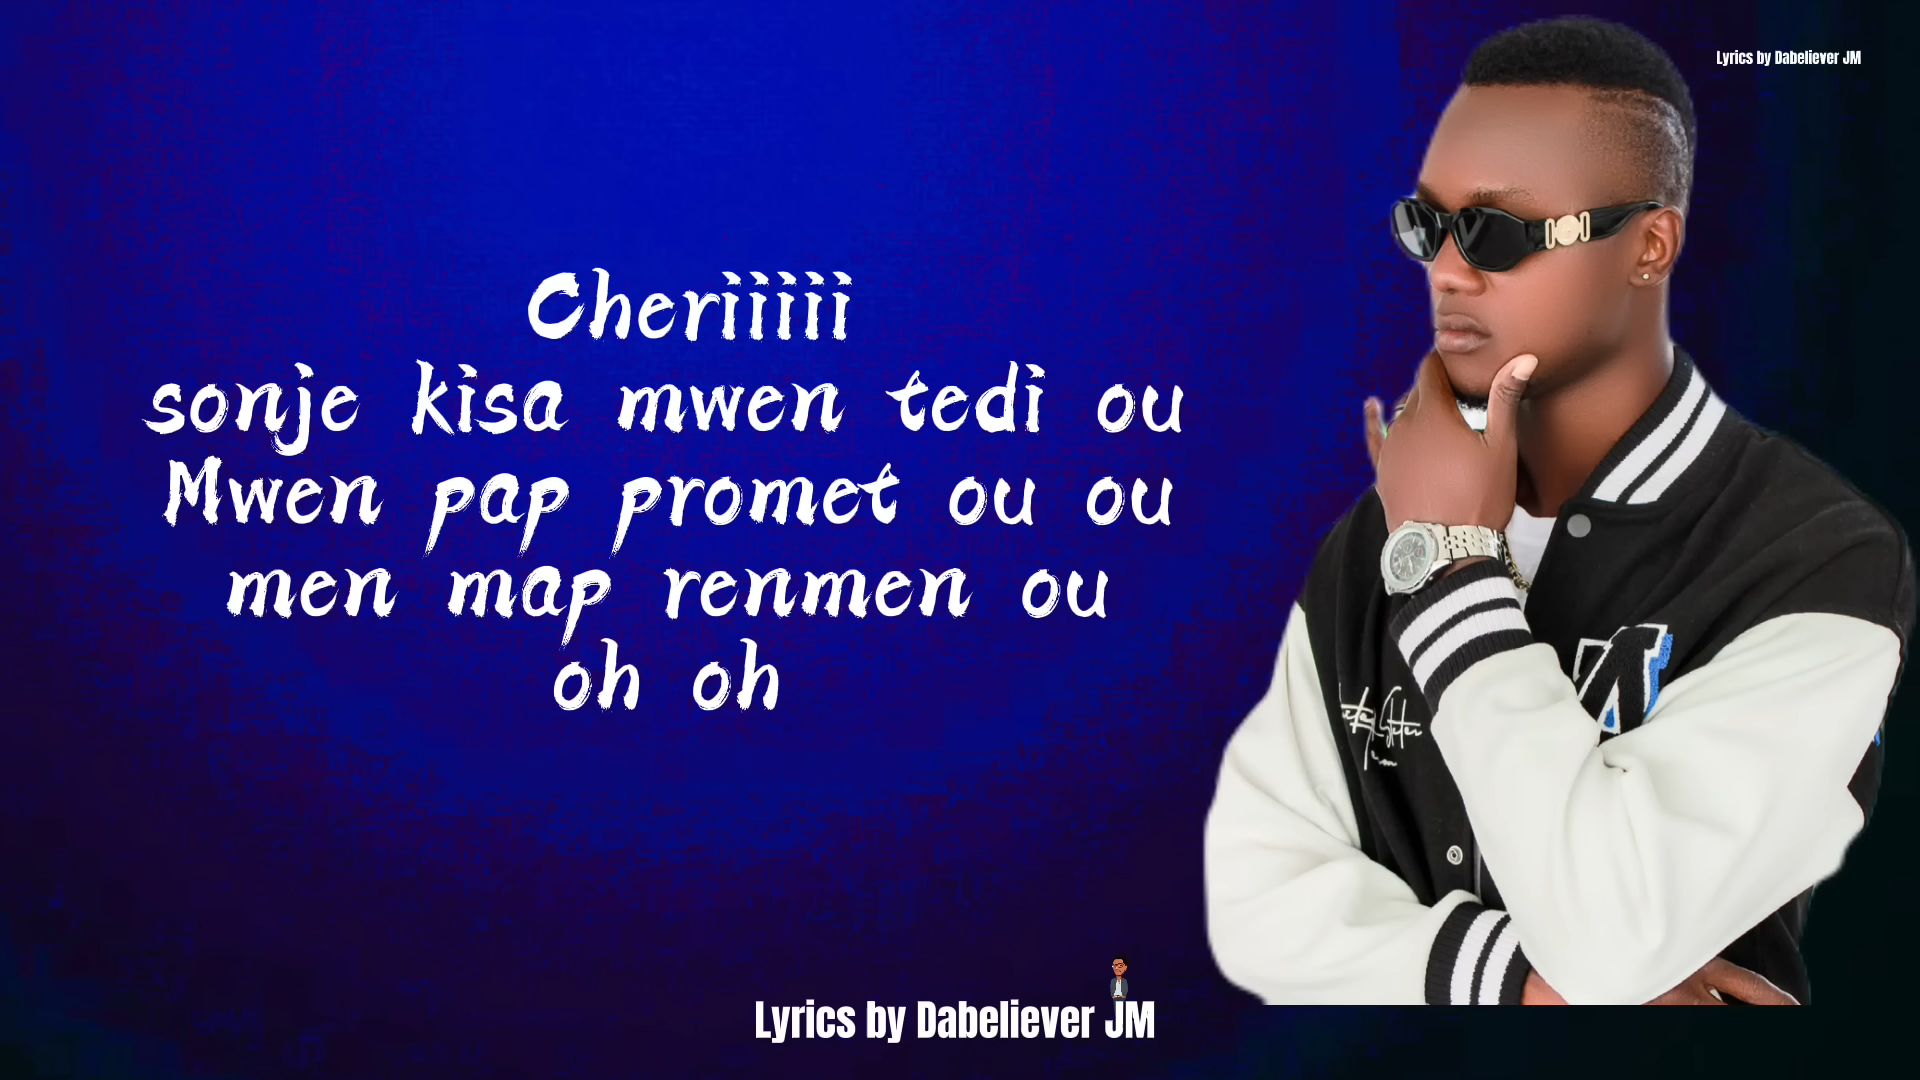 Lyrics by Dabeliever JM
Cheriiiii
sonje kisa mwen tedi ou
Mwen pap promet ou ou
men map renmen ou
oh oh
Lyrics by Dabeliever JM